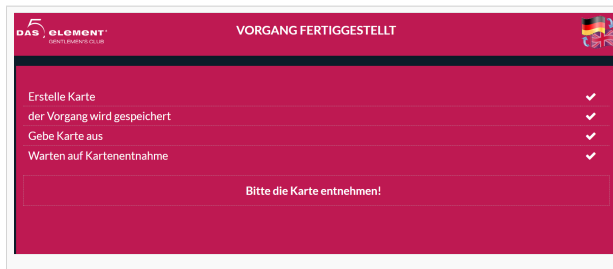 DAS 5 ELEMENT
GENTLEMEN'S CLUB
VORGANG FERTIGGESTELLT
Erstelle Karte
der Vorgang wird gespeichert
Gebe Karte aus
Warten auf Kartenentnahme
Bitte die Karte entnehmen!